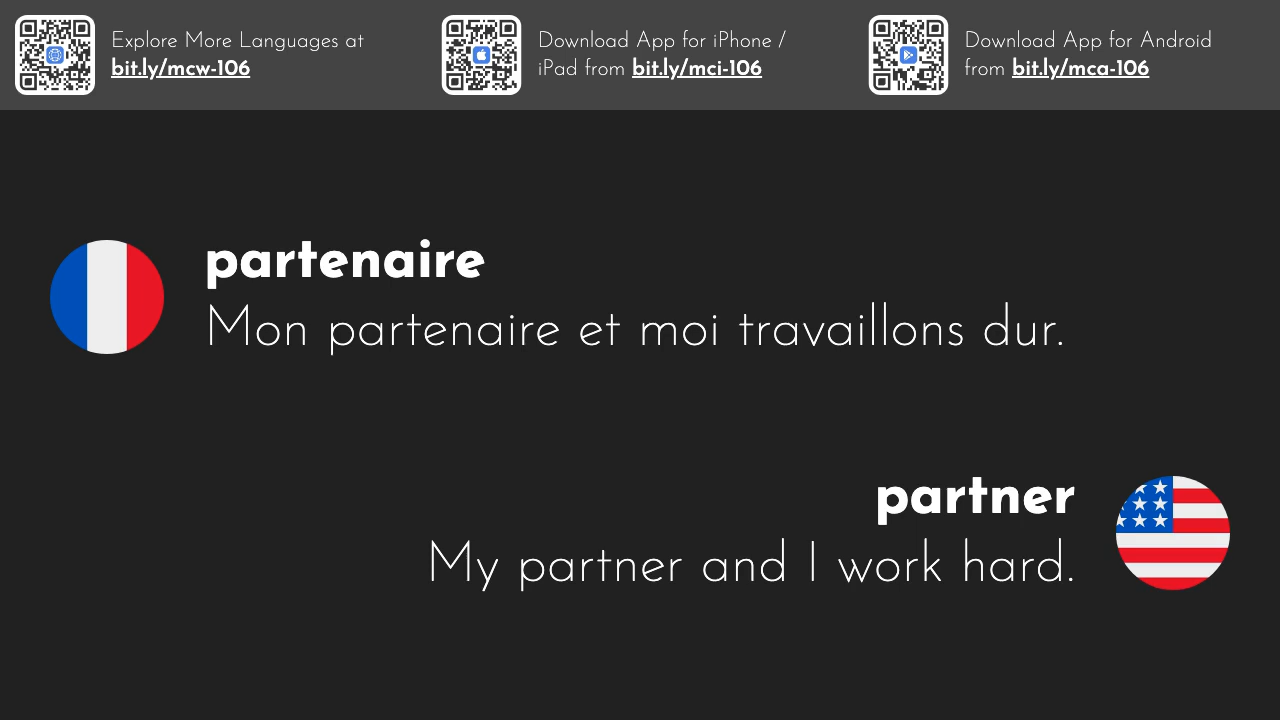 Explore More Languages at
bit.ly/mcw-106
Download App for iPhone /
iPad from bit.ly/mci-106
Download App for Android
from bit.ly/mca-106
partenaire
Mon partenaire et moi travaillons dur.
partner
My partner and I work hard.